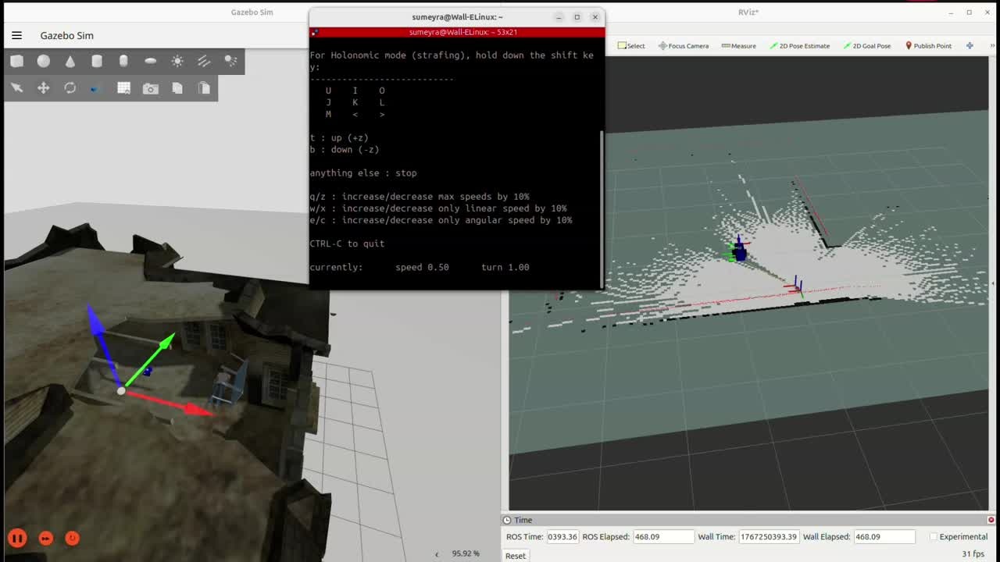 Gazebo Sim
sumeyra@Wall-ELinux: ~
RViz*
Gazebo Sim
sumeyra@Wall-ELinux: ~ 53x21
Select Focus Camera Measure 2D Pose Estimate 2D Goal Pose Publish Point
For Holonomic mode (strafing), hold down the shift ke
y:
---------------------------
U I O
J K L
M < >
t : up (+z)
b : down (-z)
anything else : stop
q/z : increase/decrease max speeds by 10%
w/x : increase/decrease only linear speed by 10%
e/c : increase/decrease only angular speed by 10%
CTRL-C to quit
currently: speed 0.50 turn 1.00
Time
ROS Time: 0393.36 ROS Elapsed: 468.09 Wall Time: 1767250393.39 Wall Elapsed: 468.09 Experimental
95.92 %
Reset
31 fps